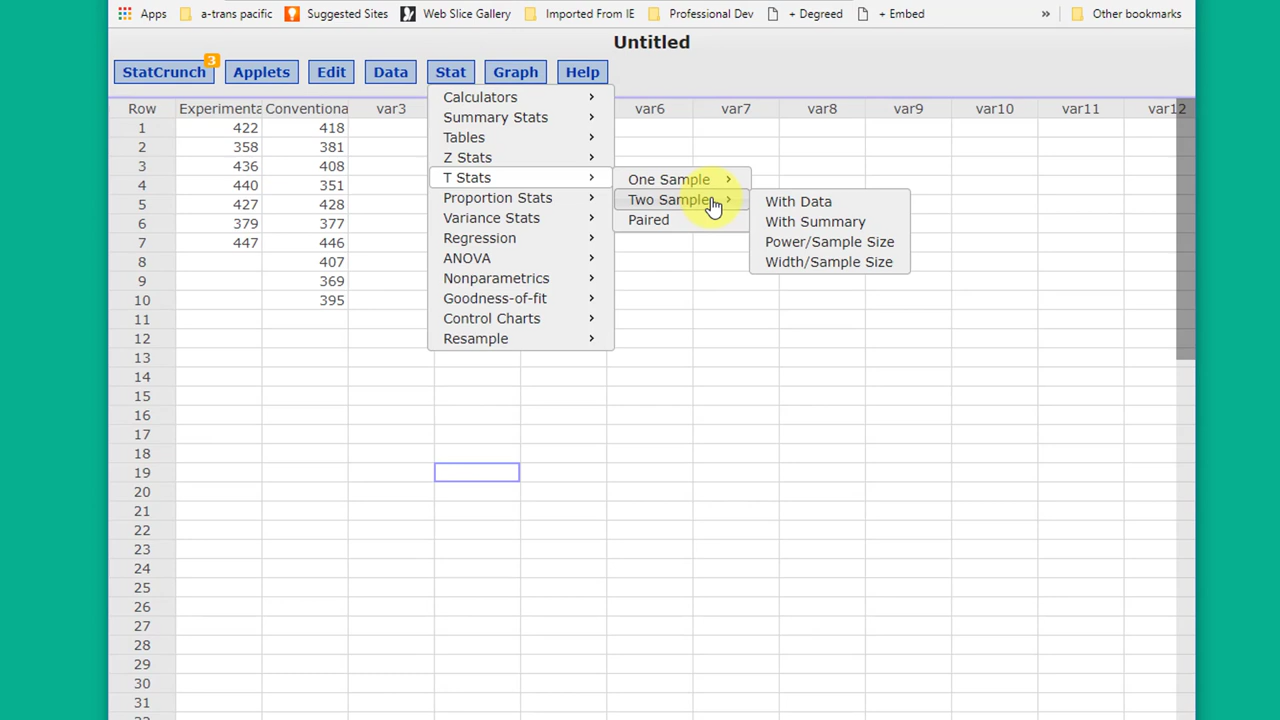 Apps a-trans pacific Suggested Sites Web Slice Gallery Imported From IE Professional Dev + Degreed + Embed » Other bookmarks
Untitled
StatCrunch 3 Applets Edit Data Stat Graph Help
Row Experimenta Conventiona var3 var6 var7 var8 var9 var10 var11 var12
1 422 418
2 358 381
3 436 408
4 440 351
5 427 428
6 379 377
7 447 446
8 407
9 369
10 395
11
12
13
14
15
16
17
18
19
20
21
22
23
24
25
26
27
28
29
30
31
Calculators
Summary Stats
Tables
Z Stats
T Stats
Proportion Stats
Variance Stats
Regression
ANOVA
Nonparametrics
Goodness-of-fit
Control Charts
Resample
One Sample
Two Sample
Paired
With Data
With Summary
Power/Sample Size
Width/Sample Size